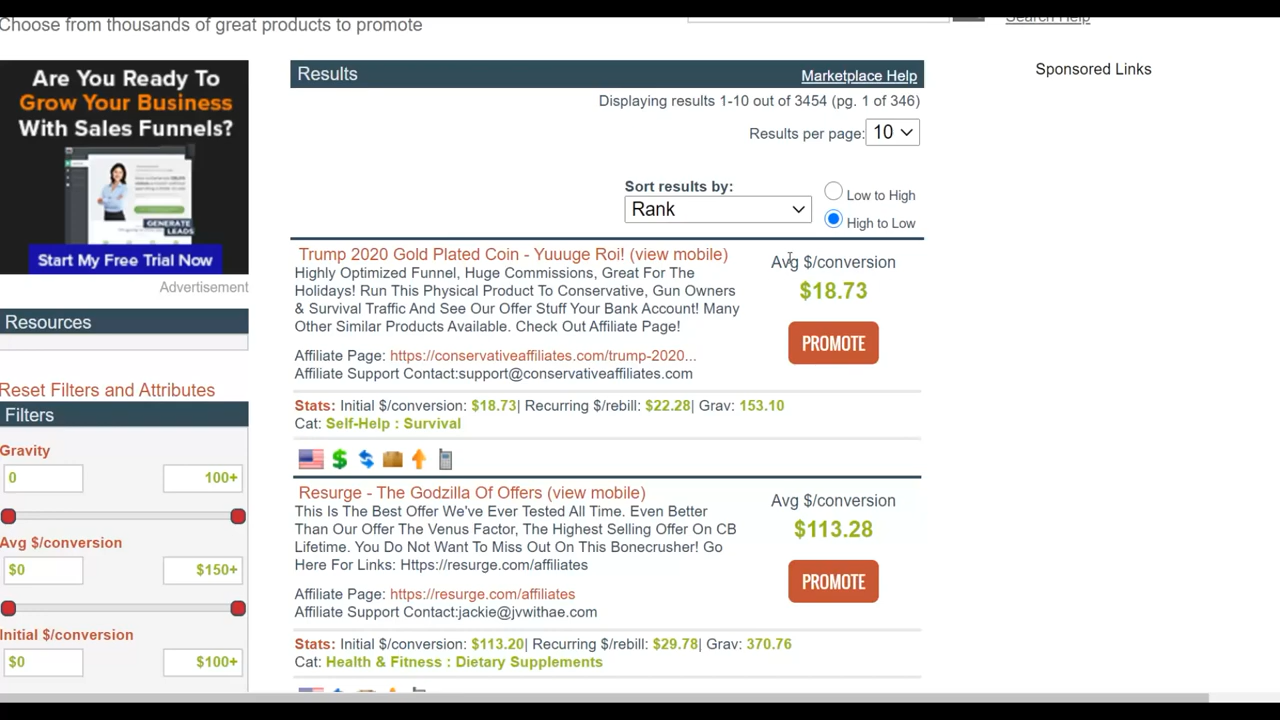 Choose from thousands of great products to promote
Search Help
Are You Ready To
Grow Your Business
With Sales Funnels?
GENERATE
LEADS
Start My Free Trial Now
Advertisement
Resources
Reset Filters and Attributes
Filters
Gravity
0
100+
Avg $/conversion
$0
$150+
Initial $/conversion
$0
$100+
Results
Marketplace Help
Displaying results 1-10 out of 3454 (pg. 1 of 346)
Results per page: 10
Sort results by:
Rank
Low to High
High to Low
Trump 2020 Gold Plated Coin - Yuuuge Roi! (view mobile)
Highly Optimized Funnel, Huge Commissions, Great For The
Holidays! Run This Physical Product To Conservative, Gun Owners
& Survival Traffic And See Our Offer Stuff Your Bank Account! Many
Other Similar Products Available. Check Out Affiliate Page!
Affiliate Page: https://conservativeaffiliates.com/trump-2020...
Affiliate Support Contact:support@conservativeaffiliates.com
Avg $/conversion
$18.73
PROMOTE
Stats: Initial $/conversion: $18.73| Recurring $/rebill: $22.28| Grav: 153.10
Cat: Self-Help : Survival
Resurge - The Godzilla Of Offers (view mobile)
This Is The Best Offer We've Ever Tested All Time. Even Better
Than Our Offer The Venus Factor, The Highest Selling Offer On CB
Lifetime. You Do Not Want To Miss Out On This Bonecrusher! Go
Here For Links: Https://resurge.com/affiliates
Affiliate Page: https://resurge.com/affiliates
Affiliate Support Contact:jackie@jvwithae.com
Avg $/conversion
$113.28
PROMOTE
Stats: Initial $/conversion: $113.20| Recurring $/rebill: $29.78| Grav: 370.76
Cat: Health & Fitness : Dietary Supplements
Sponsored Links